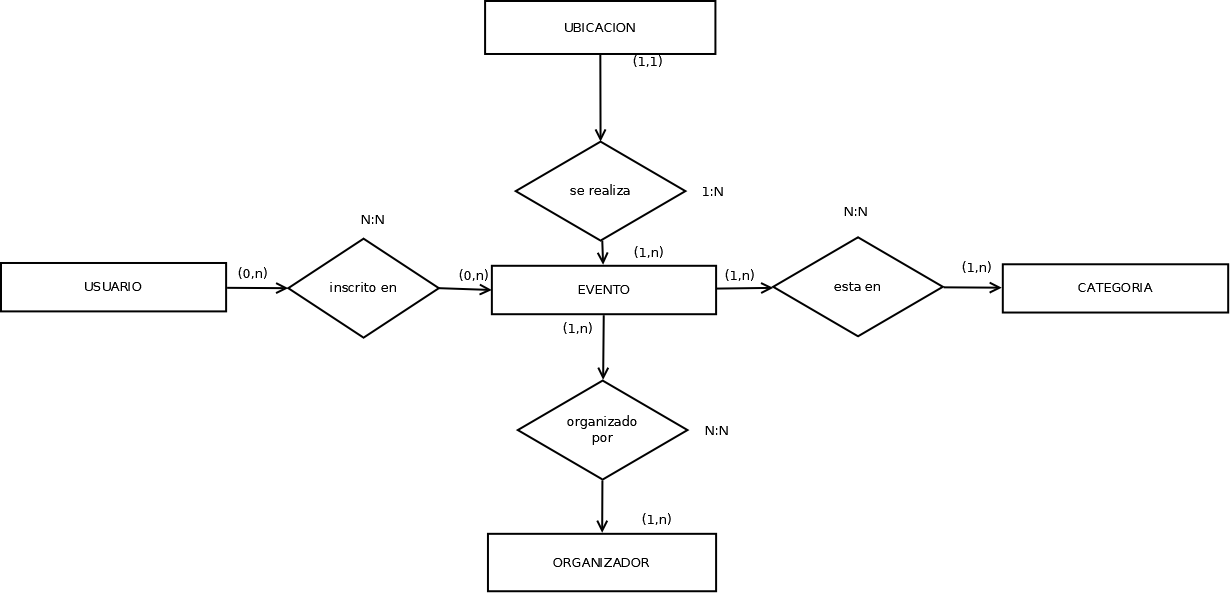 UBICACION
(1,1)
se realiza
1:N
(1,n)
N:N
N:N
USUARIO
(0,n)
inscrito en
(0,n)
EVENTO
(1,n)
esta en
(1,n)
CATEGORIA
(1,n)
organizado
por
N:N
(1,n)
ORGANIZADOR